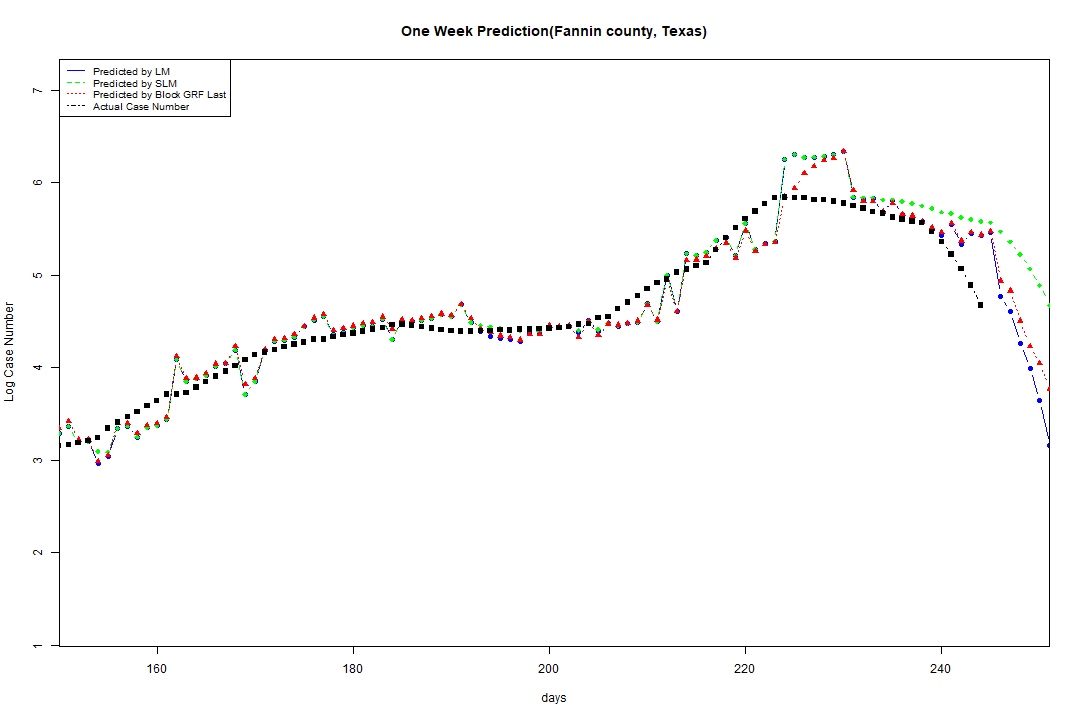 One Week Prediction(Fannin county, Texas)
Predicted by LM
Predicted by SLM
Predicted by Block GRF Last
Actual Case Number
7
6
5
4
3
2
1
Log Case Number
160 180 200 220 240
days